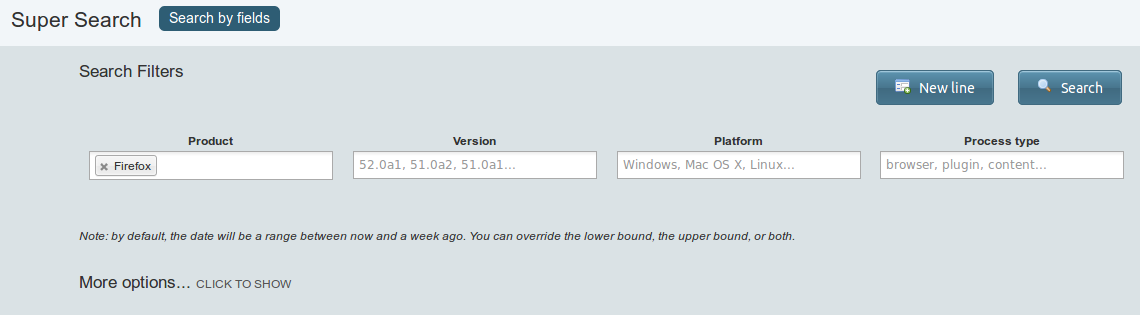 Super Search Search by fields
Search Filters
New line Search
Product Version Platform Process type
Firefox 52.0a1, 51.0a2, 51.0a1... Windows, Mac OS X, Linux... browser, plugin, content...
Note: by default, the date will be a range between now and a week ago. You can override the lower bound, the upper bound, or both.
More options... CLICK TO SHOW